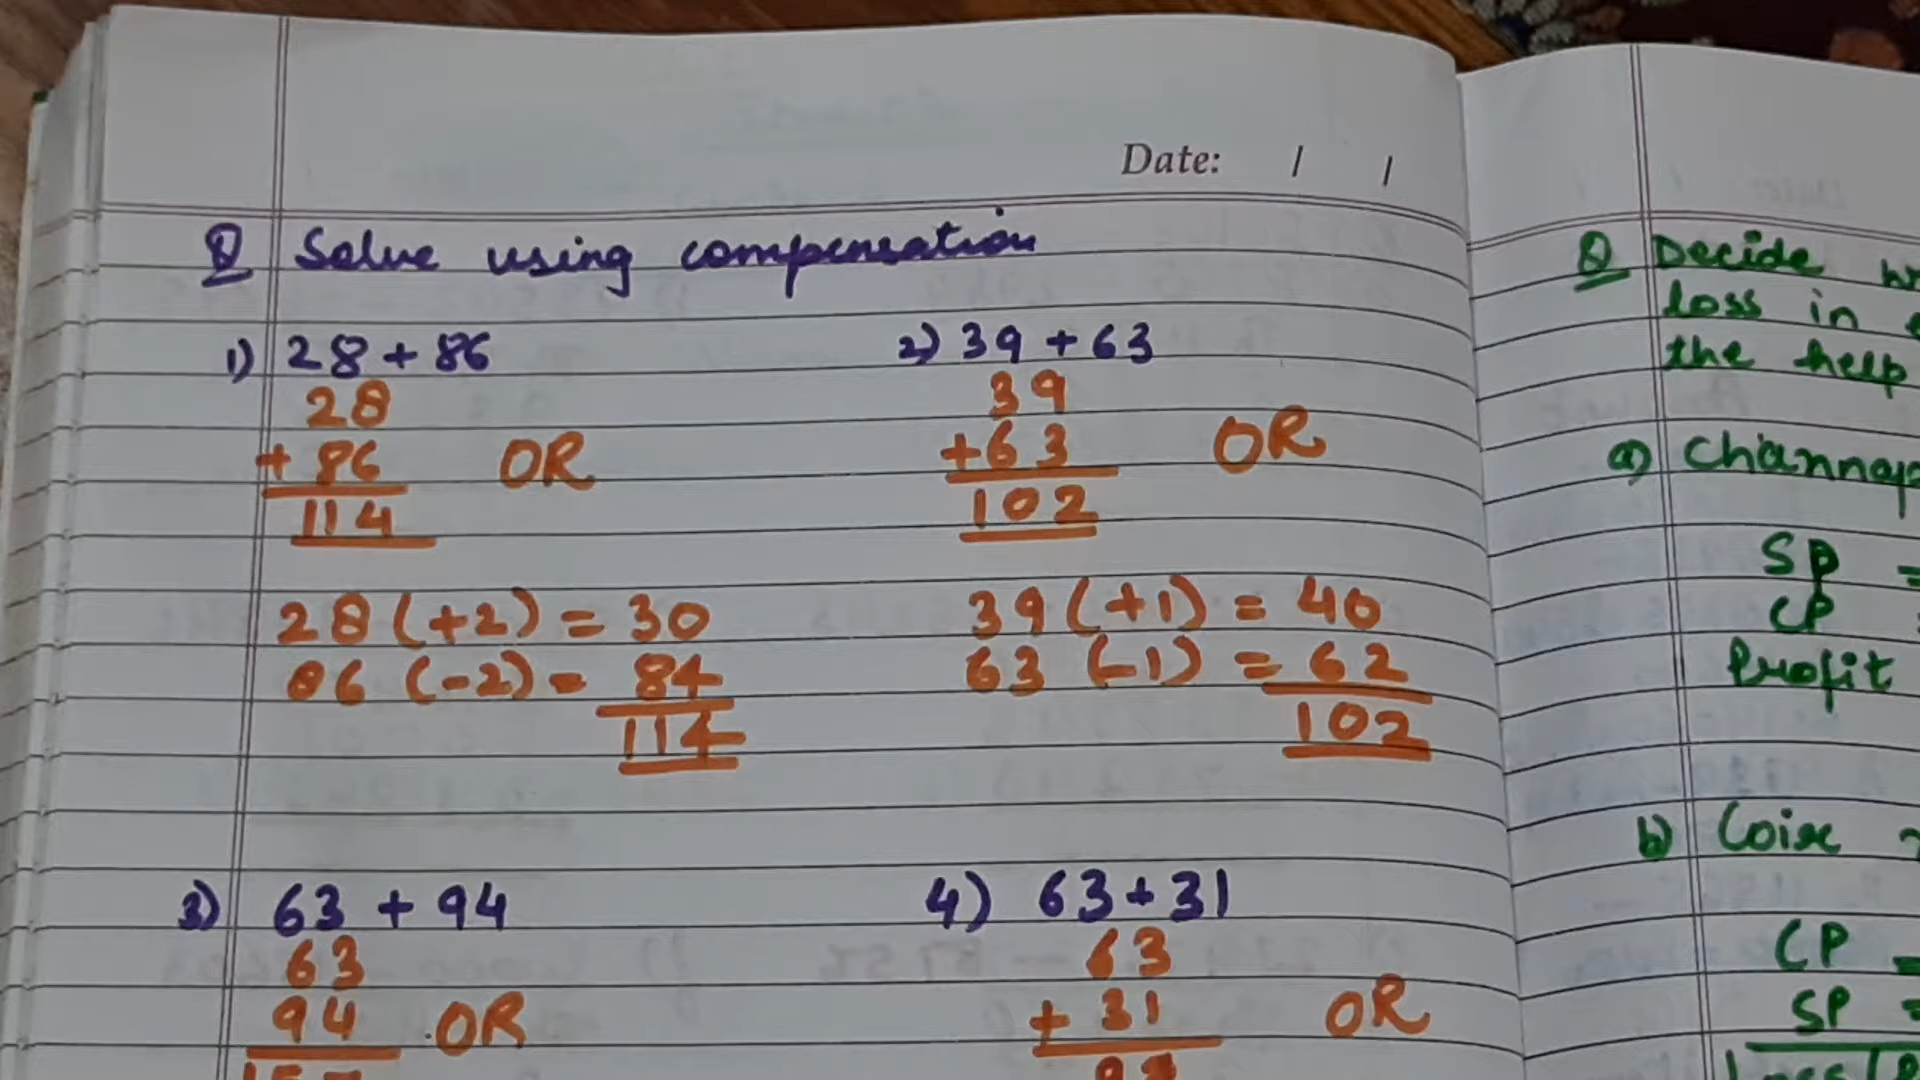 Date: / /
Q Solve using compensation
1) 28 + 86
28
+ 86 OR
114
28 (+2) = 30
86 (-2) = 84
114
2) 39 + 63
39
+ 63 OR
102
39 (+1) = 40
63 (-1) = 62
102
3) 63 + 94
63
94 OR
4) 63 + 31
63
+ 31 OR
Q Decide
loss in
the help
a)
SP =
CP
Profit
b)
CP
SP =